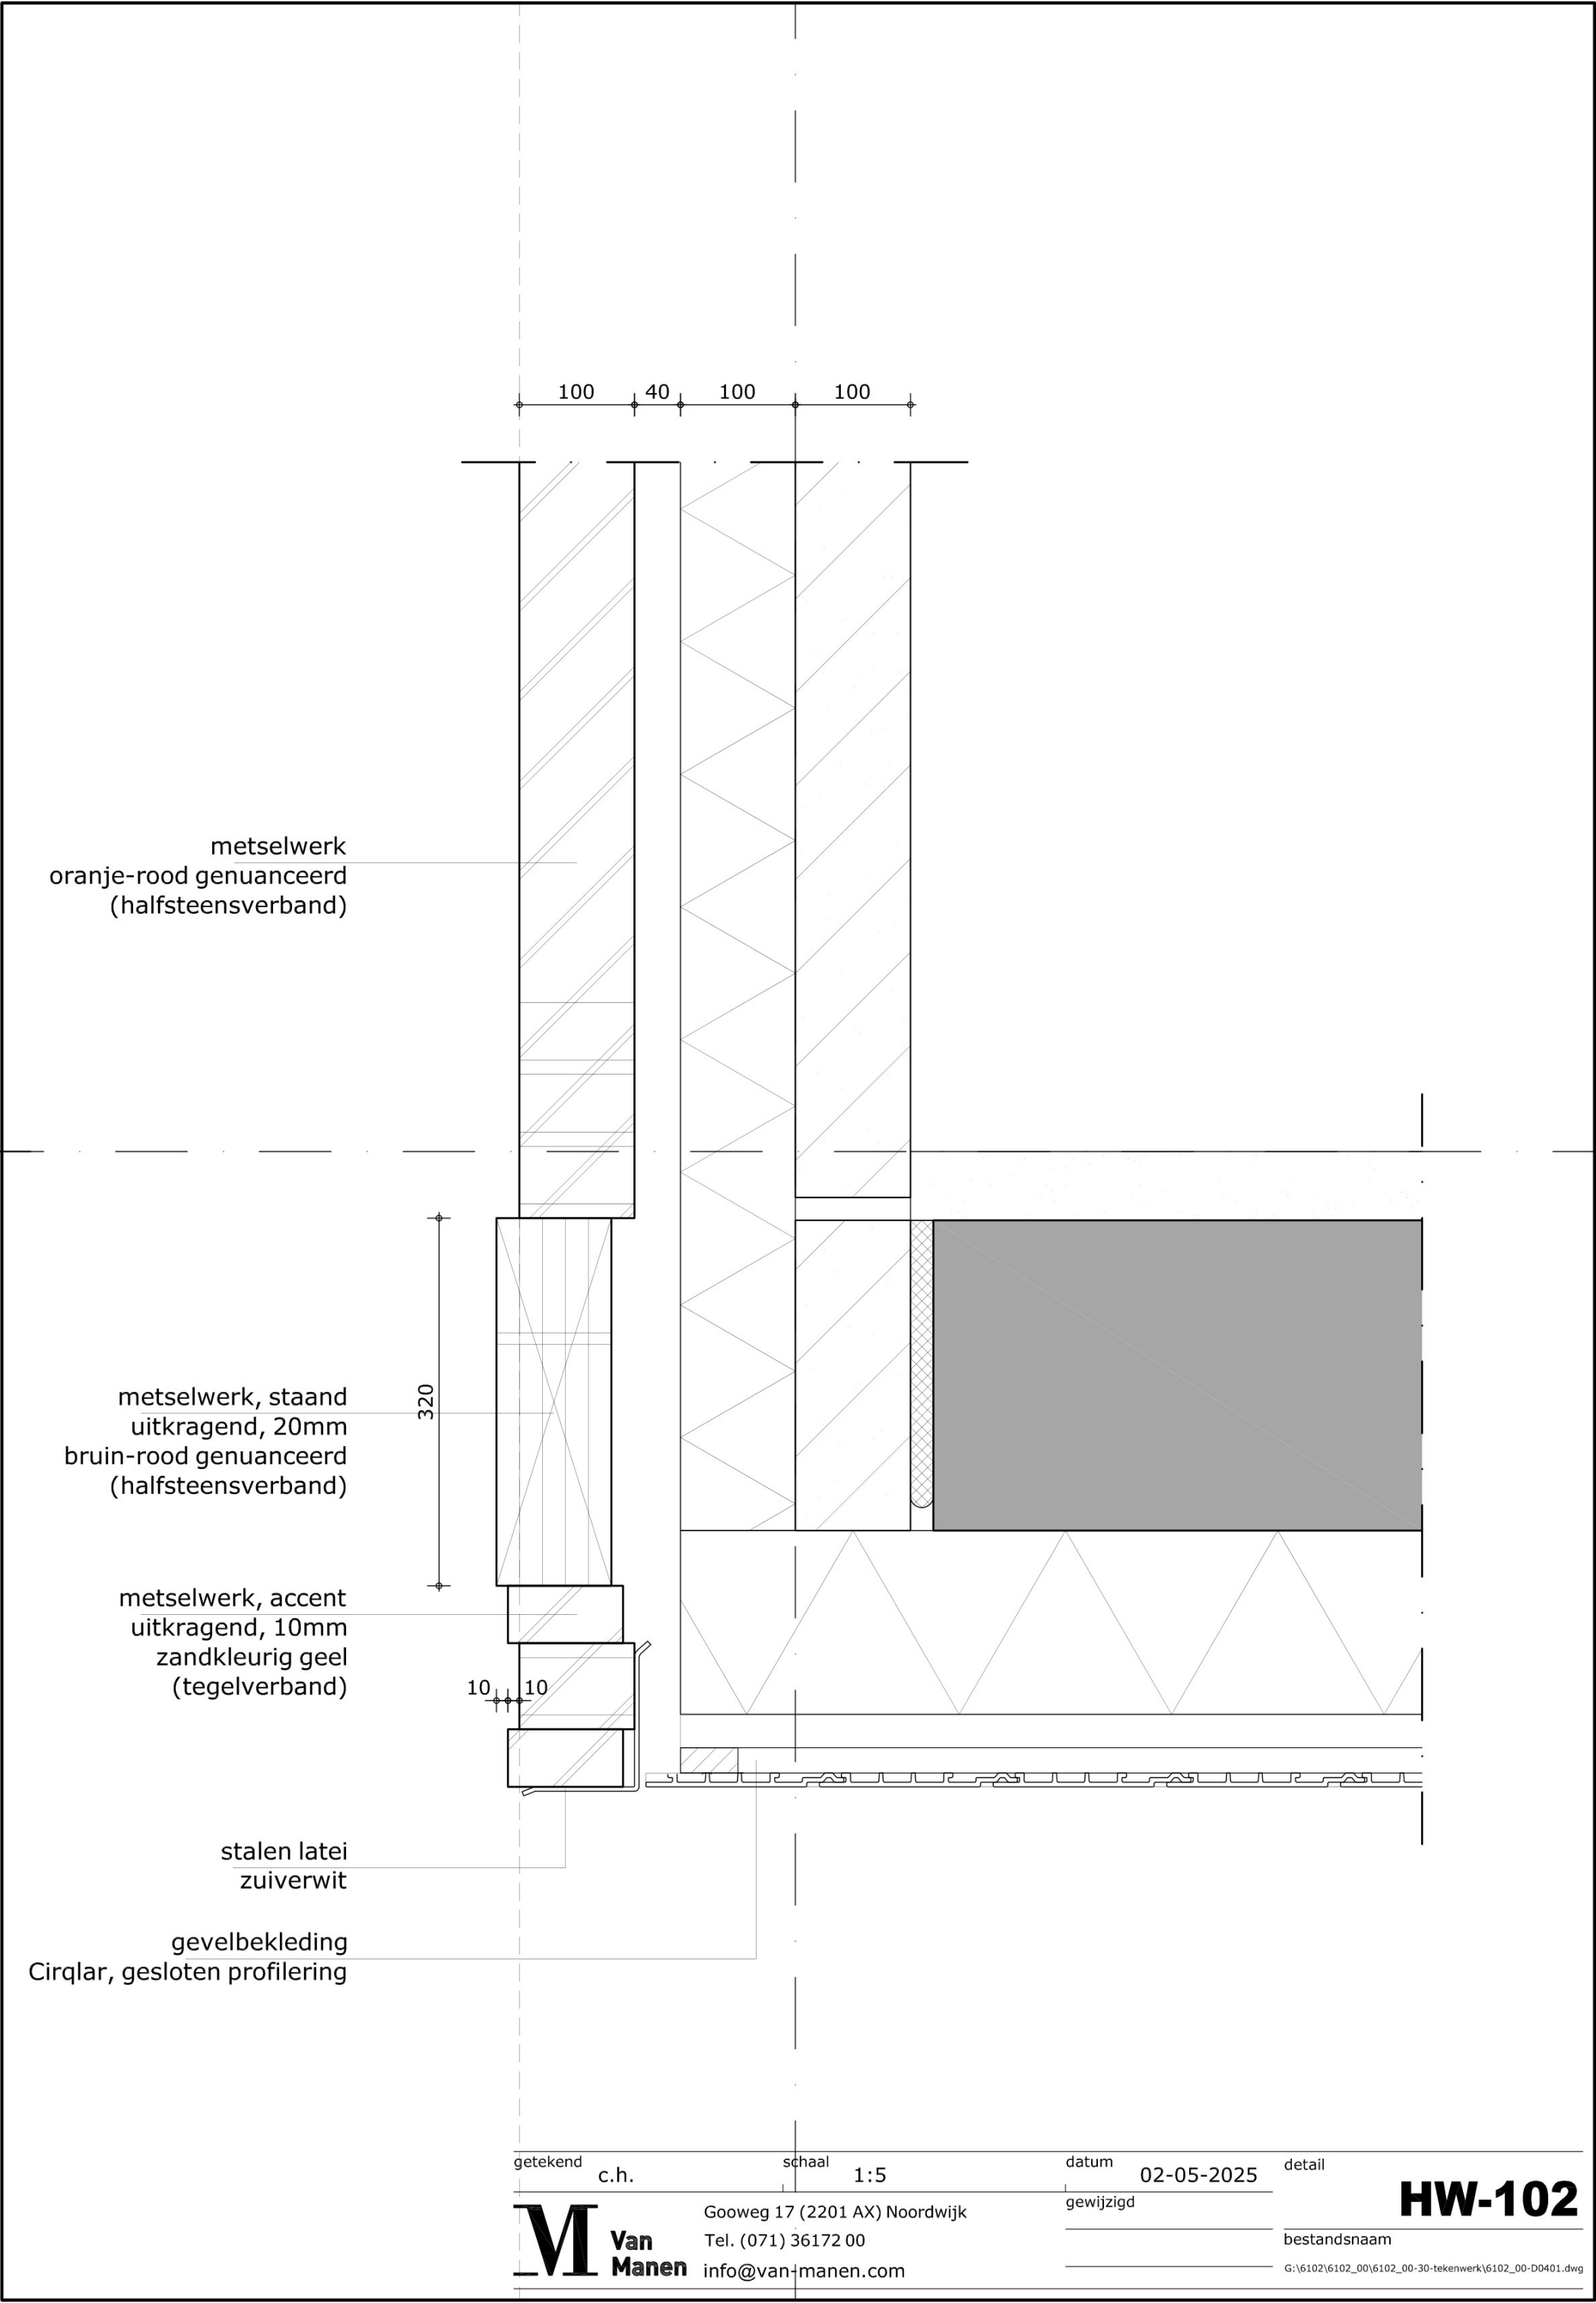 100 40 100 100
metselwerk
oranje-rood genuanceerd
(halfsteensverband)
320
metselwerk, staand
uitkragend, 20mm
bruin-rood genuanceerd
(halfsteensverband)
metselwerk, accent
uitkragend, 10mm
zandkleurig geel
(tegelverband)
10 10
stalen latei
zuiverwit
gevelbekleding
Cirqlar, gesloten profilering
getekend c.h. schaal 1:5 datum 02-05-2025 detail
HW-102
gewijzigd
Van
Manen
Gooweg 17 (2201 AX) Noordwijk
Tel. (071) 36172 00
info@van-manen.com
bestandsnaam
G:\6102\6102_00\6102_00-30-tekenwerk\6102_00-D0401.dwg